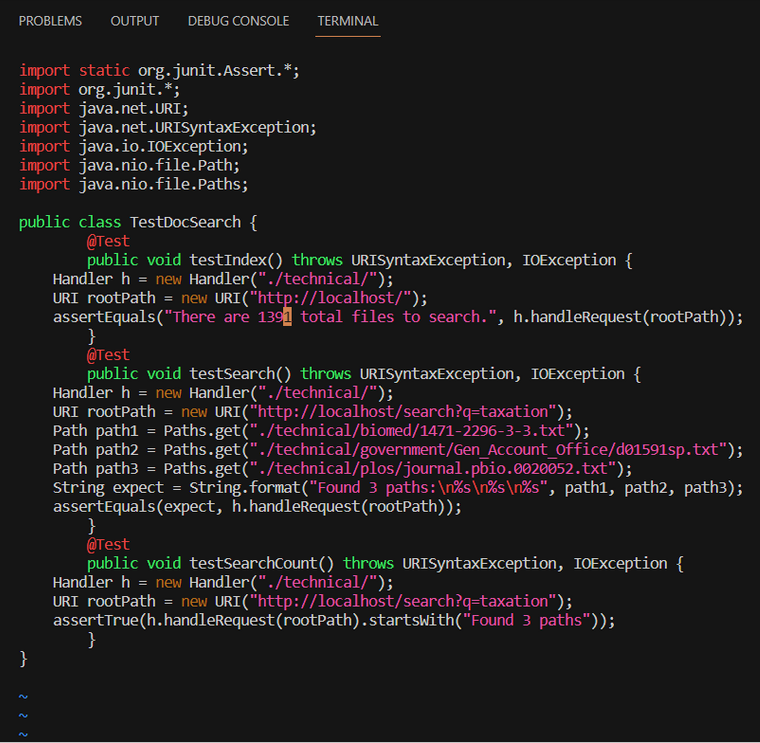 PROBLEMS OUTPUT DEBUG CONSOLE TERMINAL
import static org.junit.Assert.*;
import org.junit.*;
import java.net.URI;
import java.net.URISyntaxException;
import java.io.IOException;
import java.nio.file.Path;
import java.nio.file.Paths;
public class TestDocSearch {
@Test
public void testIndex() throws URISyntaxException, IOException {
Handler h = new Handler("./technical/");
URI rootPath = new URI("http://localhost/");
assertEquals("There are 1391 total files to search.", h.handleRequest(rootPath));
}
@Test
public void testSearch() throws URISyntaxException, IOException {
Handler h = new Handler("./technical/");
URI rootPath = new URI("http://localhost/search?q=taxation");
Path path1 = Paths.get("./technical/biomed/1471-2296-3-3.txt");
Path path2 = Paths.get("./technical/government/Gen_Account_Office/d01591sp.txt");
Path path3 = Paths.get("./technical/plos/journal.pbio.0020052.txt");
String expect = String.format("Found 3 paths:\n%s\n%s\n%s", path1, path2, path3);
assertEquals(expect, h.handleRequest(rootPath));
}
@Test
public void testSearchCount() throws URISyntaxException, IOException {
Handler h = new Handler("./technical/");
URI rootPath = new URI("http://localhost/search?q=taxation");
assertTrue(h.handleRequest(rootPath).startsWith("Found 3 paths"));
}
}
~
~
~